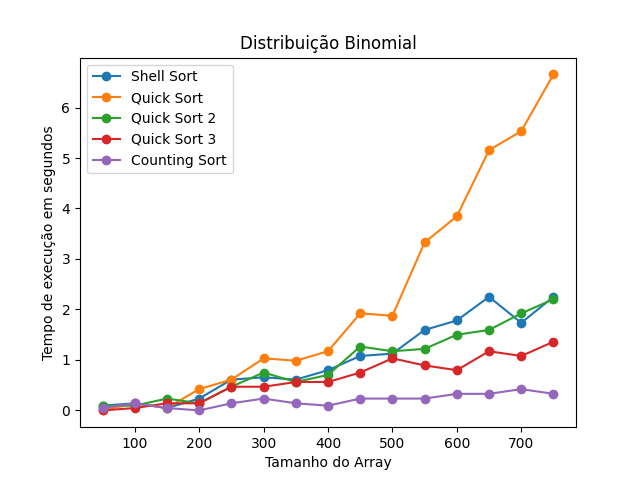 Distribuição Binomial
Shell Sort
Quick Sort
Quick Sort 2
Quick Sort 3
Counting Sort
Tempo de execução em segundos
6
5
4
3
2
1
0
100 200 300 400 500 600 700
Tamanho do Array